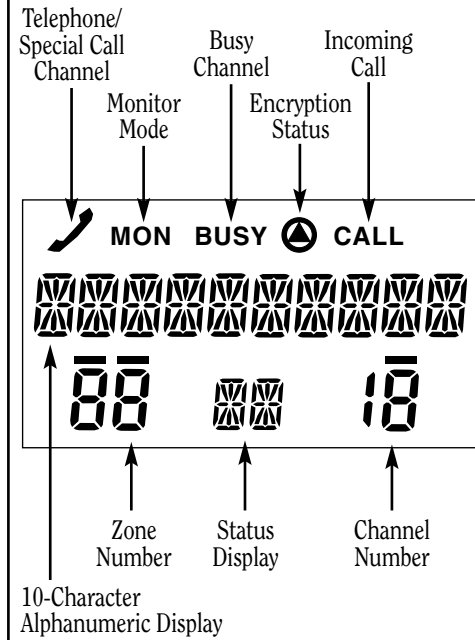 Telephone/
Special Call
Channel
Monitor
Mode
Busy
Channel
Encryption
Status
Incoming
Call
MON BUSY CALL
88 18
Zone
Number
Status
Display
Channel
Number
10-Character
Alphanumeric Display